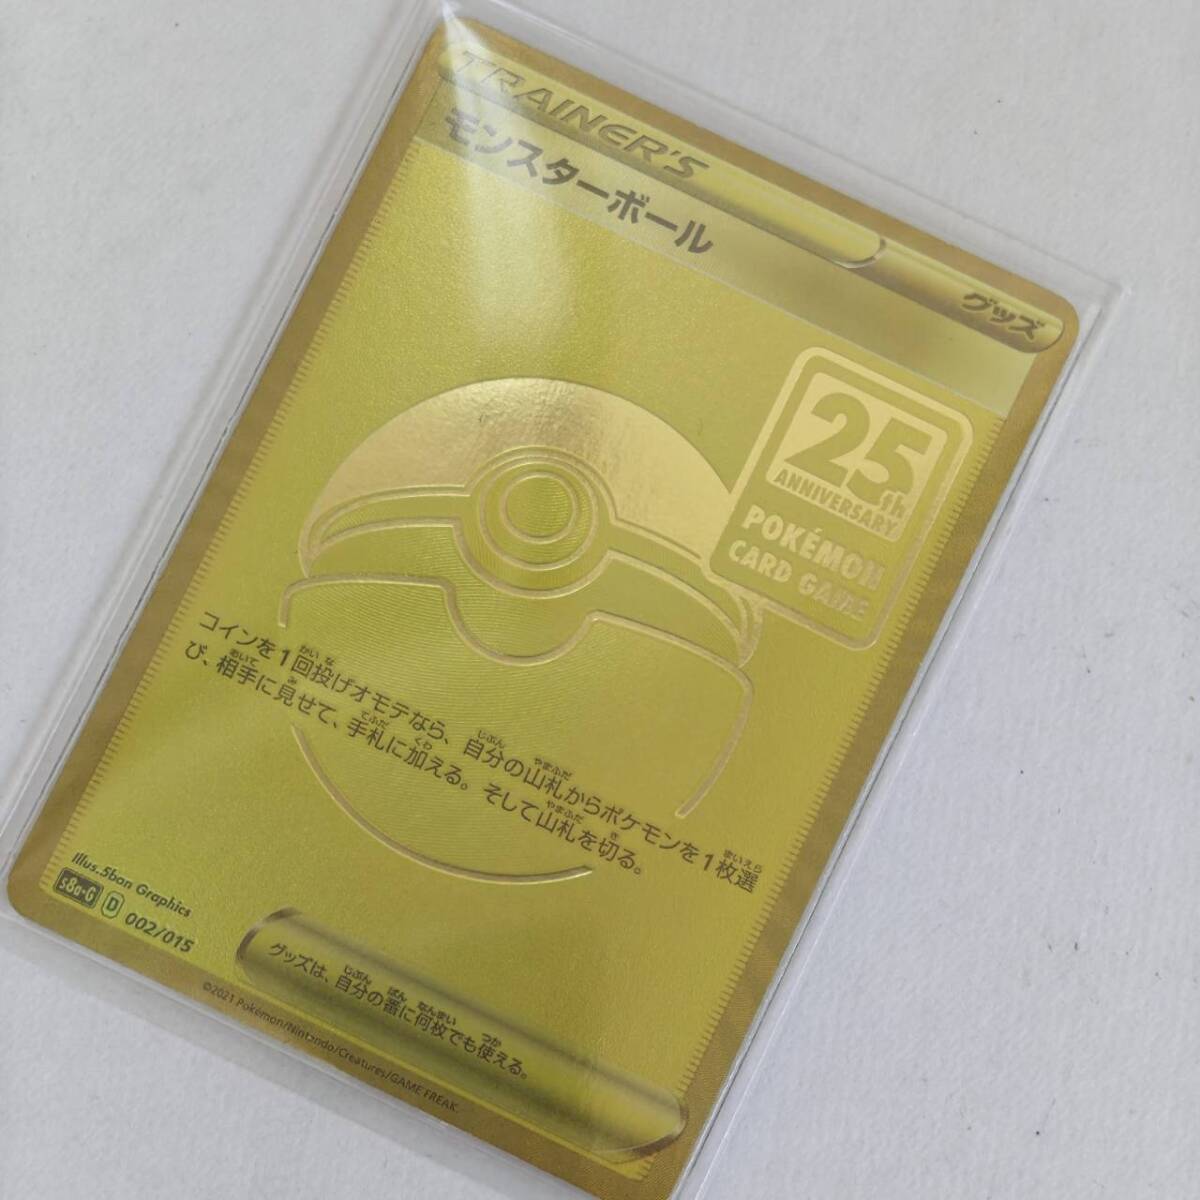 TRAINER'S
グッズ
モンスターボール
25th
ANNIVERSARY
POKÉMON
CARD GAME
コインを1回投げオモテなら、自分の山札からポケモンを1枚選
び、相手に見せて、手札に加える。そして山札を切る。
Illus.5ban Graphics
s8a-G D 002/015
グッズは、自分の番に何枚でも使える。
©2021 Pokémon/Nintendo/Creatures/GAME FREAK.